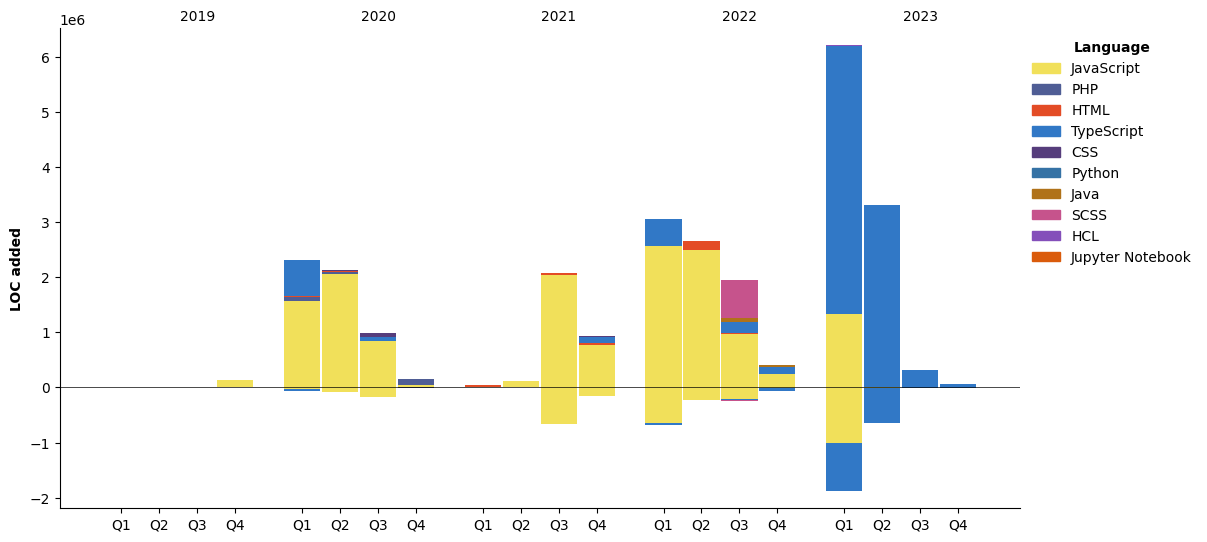 1e6
2019 2020 2021 2022 2023
LOC added
6
5
4
3
2
1
0
−1
−2
Q1 Q2 Q3 Q4 Q1 Q2 Q3 Q4 Q1 Q2 Q3 Q4 Q1 Q2 Q3 Q4 Q1 Q2 Q3 Q4
Language
JavaScript
PHP
HTML
TypeScript
CSS
Python
Java
SCSS
HCL
Jupyter Notebook